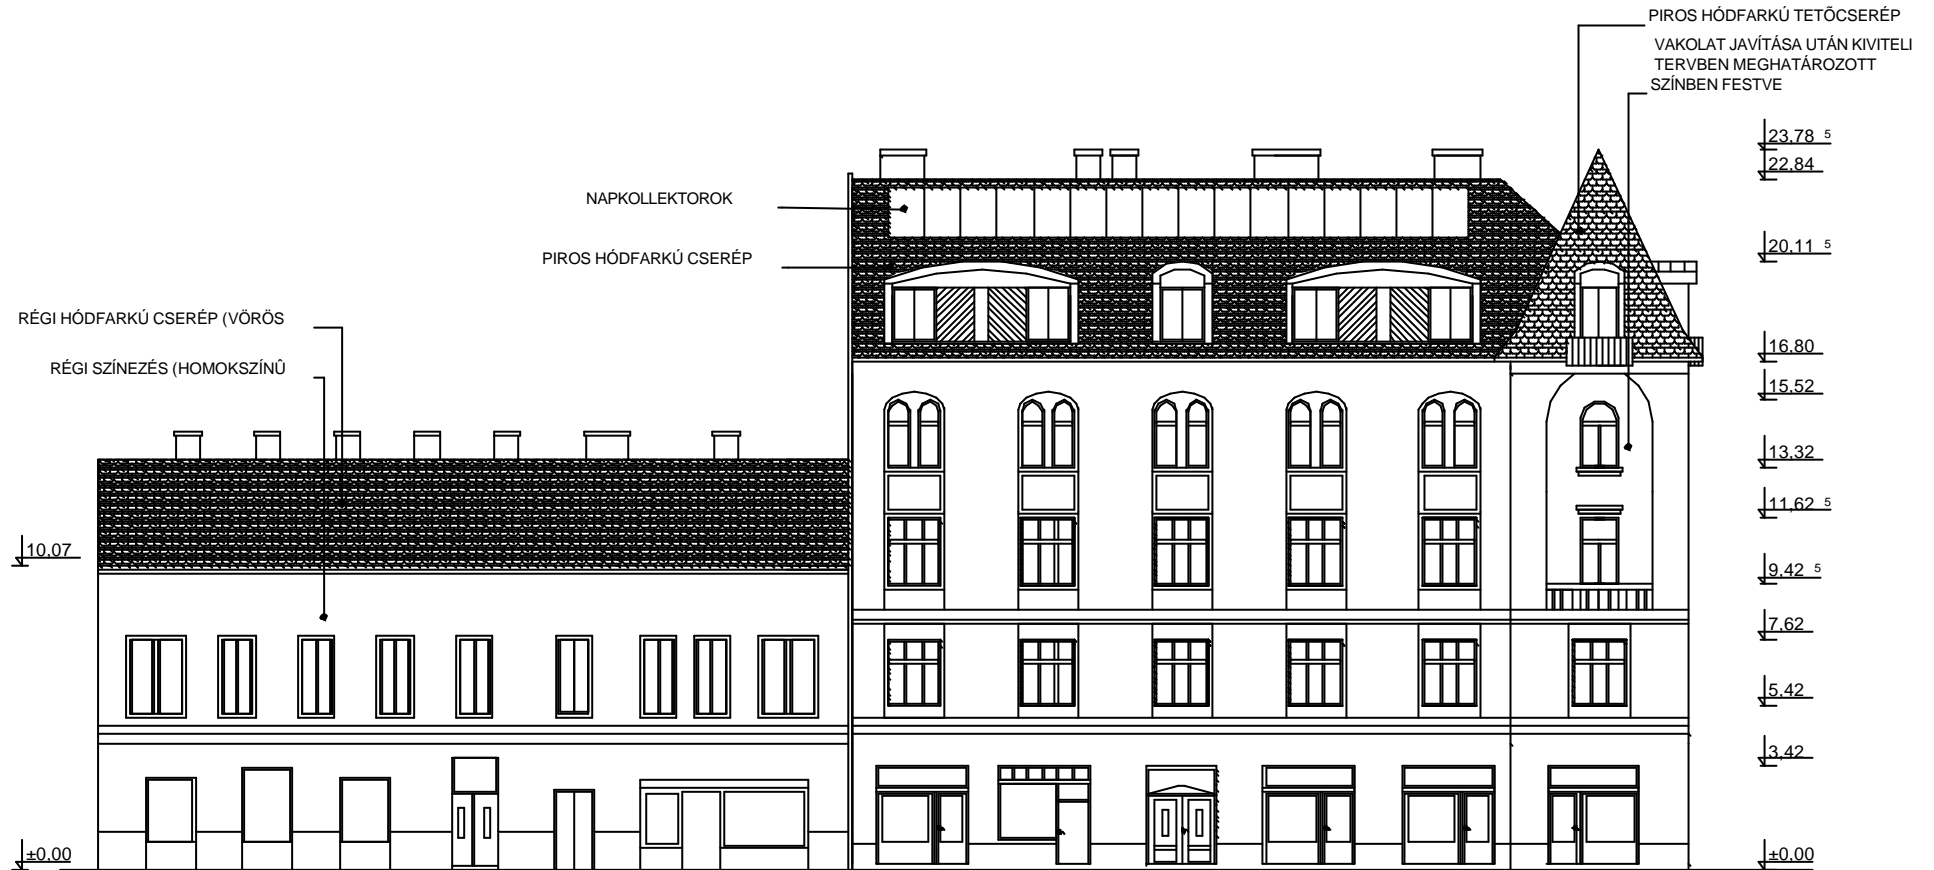 PIROS HÓDFARKÚ TETÕCSERÉP
VAKOLAT JAVÍTÁSA UTÁN KIVITELI
TERVBEN MEGHATÁROZOTT
SZÍNBEN FESTVE
NAPKOLLEKTOROK
PIROS HÓDFARKÚ CSERÉP
RÉGI HÓDFARKÚ CSERÉP (VÖRÖS
RÉGI SZÍNEZÉS (HOMOKSZÍNÛ
10,07
±0,00
23,78 5
22,84
20,11 5
16,80
15,52
13,32
11,62 5
9,42 5
7,62
5,42
3,42
±0,00